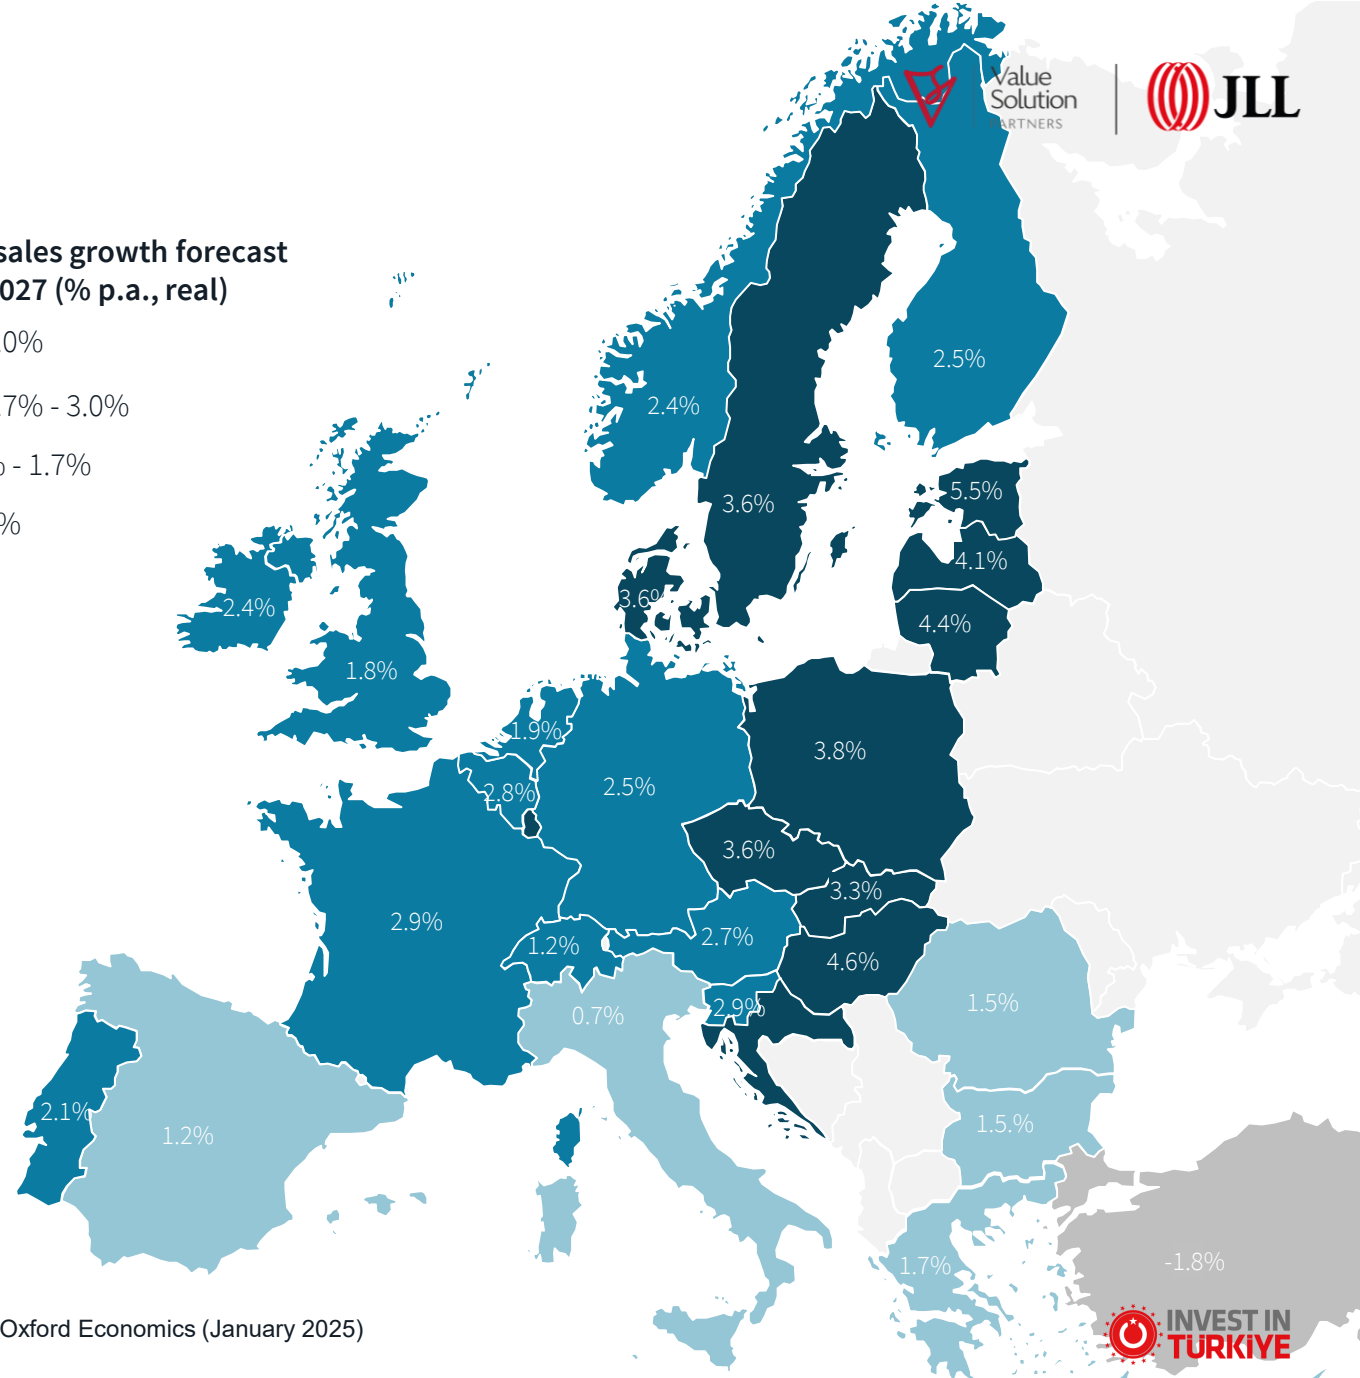 Value
Solution
PARTNERS
JLL
sales growth forecast
027 (% p.a., real)
.0%
.7% - 3.0%
% - 1.7%
%
2.5%
2.4%
3.6%
5.5%
4.1%
3.6%
2.4%
4.4%
1.8%
1.9%
3.8%
2.8%
2.5%
3.6%
3.3%
2.9%
2.7%
1.2%
4.6%
2.9%
1.5%
0.7%
2.1%
1.2%
1.5.%
1.7%
-1.8%
INVEST IN
TÜRKİYE
Oxford Economics (January 2025)